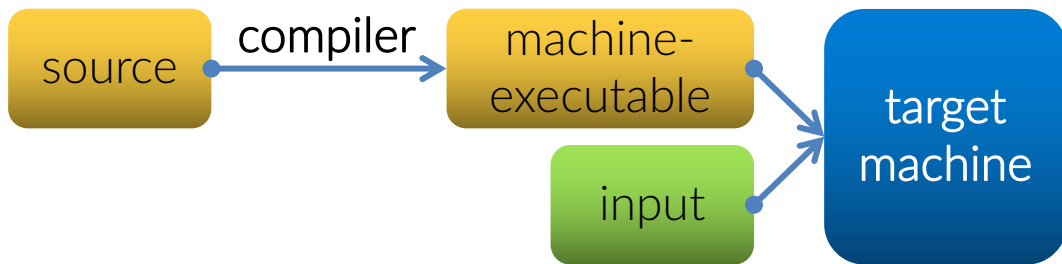 source
compiler
machine-
executable
input
target
machine